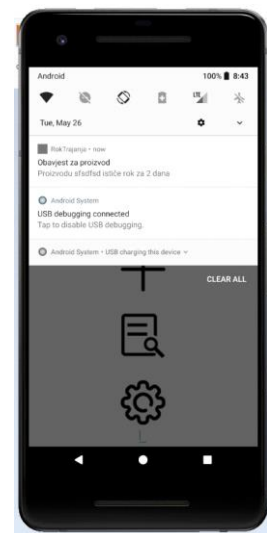 Android 100% 8:43
Tue, May 26
RokTrajanja • now
Obavjest za proizvod
Proizvodu sfsdfsd ističe rok za 2 dana
Android System
USB debugging connected
Tap to disable USB debugging.
Android System • USB charging this device
CLEAR ALL